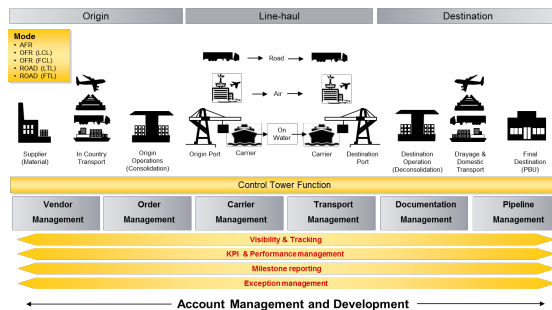 Origin
Line-haul
Destination
Mode
• AFR
• OFR (LCL)
• OFR (FCL)
• ROAD (LTL)
• ROAD (FTL)
Road
Air
On
Water
Supplier
(Material)
In Country
Transport
Origin
Operations
(Consolidation)
Origin Port
Carrier
Carrier
Destination
Port
Destination
Operation
(Deconsolidation)
Drayage &
Domestic
Transport
Final
Destination
(PBU)
Control Tower Function
Vendor
Management
Order
Management
Carrier
Management
Transport
Management
Documentation
Management
Pipeline
Management
Visibility & Tracking
KPI & Performance management
Milestone reporting
Exception management
Account Management and Development